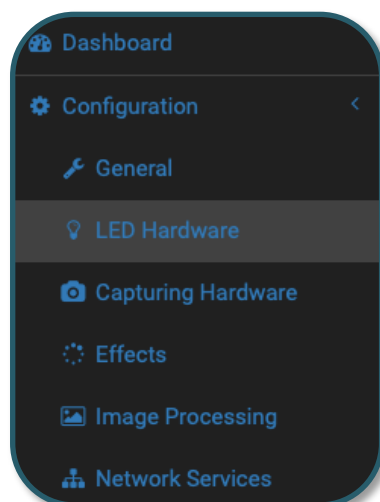 Dashboard
Configuration
General
LED Hardware
Capturing Hardware
Effects
Image Processing
Network Services